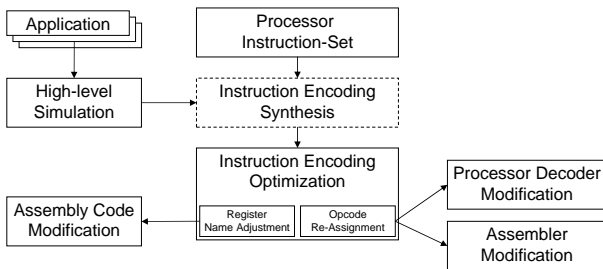 Application
Processor
Instruction-Set
High-level
Simulation
Instruction Encoding
Synthesis
Instruction Encoding
Optimization
Register
Name Adjustment
Opcode
Re-Assignment
Assembly Code
Modification
Processor Decoder
Modification
Assembler
Modification